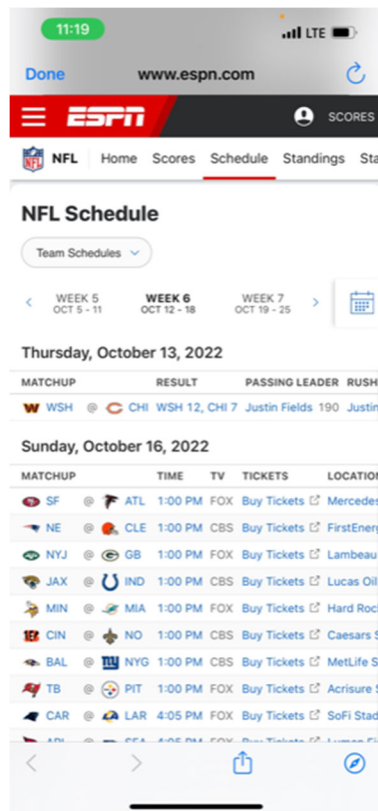 11:19 LTE
Done www.espn.com
ESPN SCORES
NFL NFL Home Scores Schedule Standings Sta
NFL Schedule
Team Schedules
WEEK 5 WEEK 6 WEEK 7
OCT 5 - 11 OCT 12 - 18 OCT 19 - 25
Thursday, October 13, 2022
MATCHUP RESULT PASSING LEADER RUSH
WSH @ CHI WSH 12, CHI 7 Justin Fields 190 Justin
Sunday, October 16, 2022
MATCHUP TIME TV TICKETS LOCATION
SF @ ATL 1:00 PM FOX Buy Tickets Mercedes
NE @ CLE 1:00 PM CBS Buy Tickets FirstEnerg
NYJ @ GB 1:00 PM FOX Buy Tickets Lambeau
JAX @ IND 1:00 PM CBS Buy Tickets Lucas Oil
MIN @ MIA 1:00 PM FOX Buy Tickets Hard Roc
CIN @ NO 1:00 PM CBS Buy Tickets Caesars S
BAL @ NYG 1:00 PM CBS Buy Tickets MetLife S
TB @ PIT 1:00 PM FOX Buy Tickets Acrisure S
CAR @ LAR 4:05 PM FOX Buy Tickets SoFi Stad